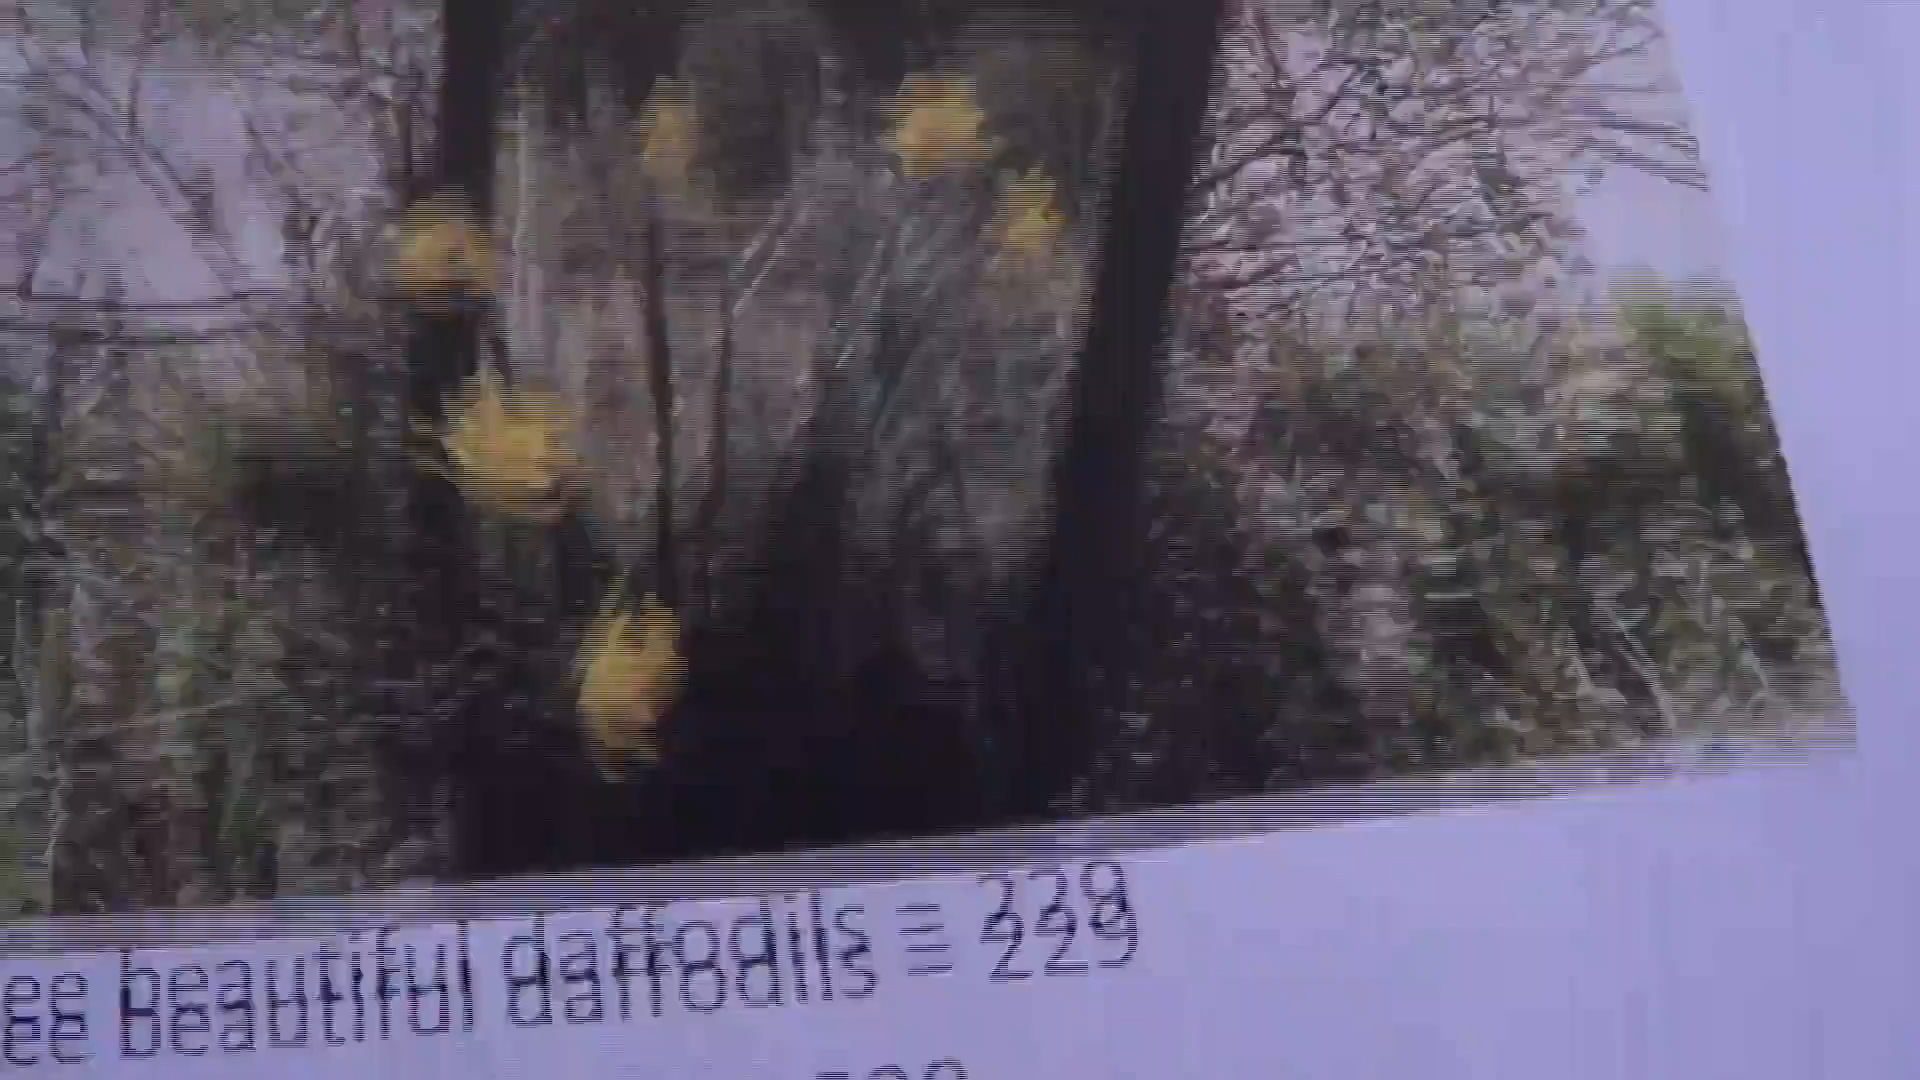 ee beautiful daffodils = 229